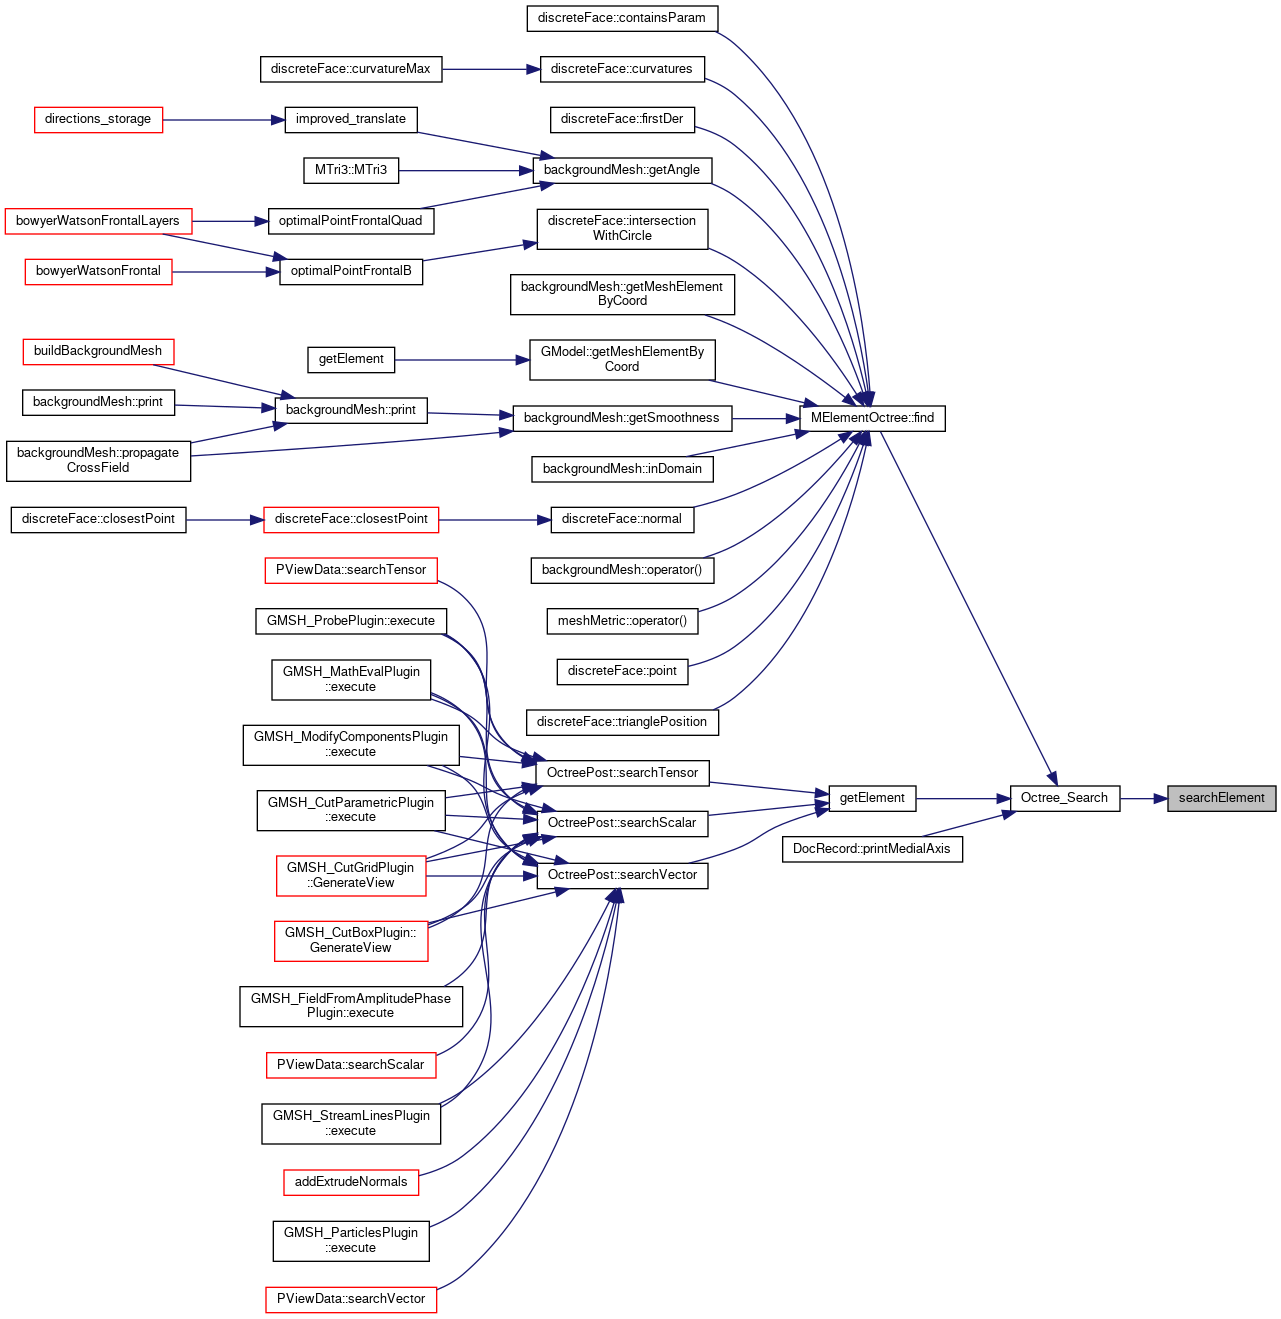 discreteFace::containsParam
discreteFace::curvatureMax
discreteFace::curvatures
directions_storage
improved_translate
discreteFace::firstDer
MTri3::MTri3
backgroundMesh::getAngle
bowyerWatsonFrontalLayers
optimalPointFrontalQuad
discreteFace::intersection
WithCircle
bowyerWatsonFrontal
optimalPointFrontalB
backgroundMesh::getMeshElement
ByCoord
buildBackgroundMesh
getElement
GModel::getMeshElementBy
Coord
backgroundMesh::print
backgroundMesh::print
backgroundMesh::getSmoothness
MElementOctree::find
backgroundMesh::propagate
CrossField
backgroundMesh::inDomain
discreteFace::closestPoint
discreteFace::closestPoint
discreteFace::normal
PViewData::searchTensor
backgroundMesh::operator()
GMSH_ProbePlugin::execute
meshMetric::operator()
GMSH_MathEvalPlugin
::execute
discreteFace::point
discreteFace::trianglePosition
GMSH_ModifyComponentsPlugin
::execute
OctreePost::searchTensor
GMSH_CutParametricPlugin
::execute
OctreePost::searchScalar
getElement
Octree_Search
searchElement
DocRecord::printMedialAxis
GMSH_CutGridPlugin
::GenerateView
OctreePost::searchVector
GMSH_CutBoxPlugin::
GenerateView
GMSH_FieldFromAmplitudePhase
Plugin::execute
PViewData::searchScalar
GMSH_StreamLinesPlugin
::execute
addExtrudeNormals
GMSH_ParticlesPlugin
::execute
PViewData::searchVector